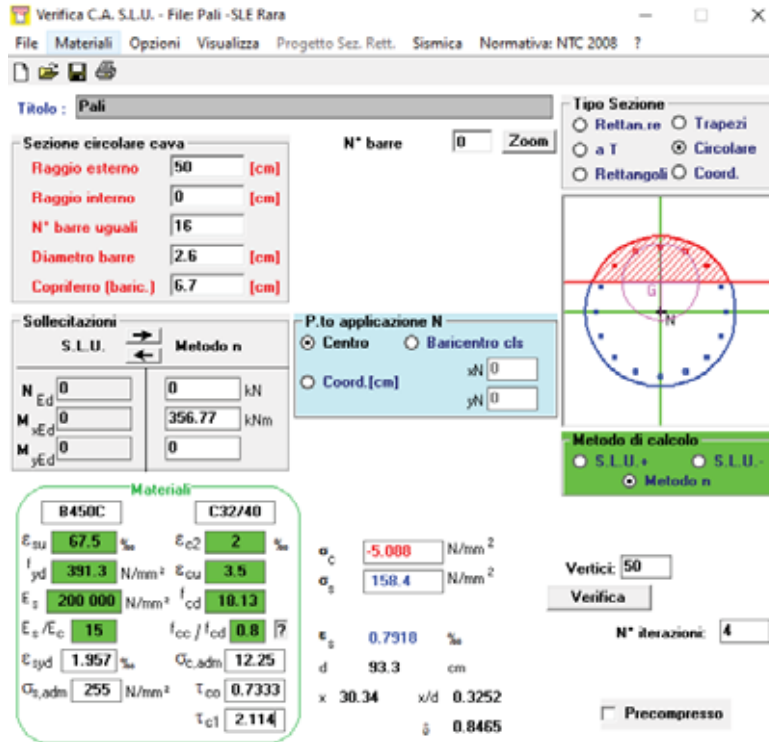 Verifica C.A. S.L.U. - File: Pali -SLE Rara
File Materiali Opzioni Visualizza Progetto Sez. Rett. Sismica Normativa: NTC 2008 ?
Titolo : Pali
Tipo Sezione
Rettan.re Trapezi
a T Circolare
Rettangoli Coord.
Sezione circolare cava
Raggio esterno 50 [cm]
Raggio interno 0 [cm]
N° barre uguali 16
Diametro barre 2.6 [cm]
Copriferro (baric.) 6.7 [cm]
N° barre 0 Zoom
G
N
Sollecitazioni
S.L.U. Metodo n
N Ed 0 0 kN
M xEd 0 356.77 kNm
M yEd 0 0
P.to applicazione N
Centro Baricentro cls
Coord.[cm] xN 0
yN 0
Metodo di calcolo
S.L.U.+ S.L.U.-
Metodo n
Materiali
B450C C32/40
εsu 67.5 ‰ εc2 2 ‰
fyd 391.3 N/mm² εcu 3.5
Es 200 000 N/mm² fcd 18.13
Es/Ec 15 fcc / fcd 0.8 ?
εsyd 1.957 ‰ σc,adm 12.25
σs,adm 255 N/mm² τco 0.7333
τc1 2.114
σc -5.088 N/mm²
σs 158.4 N/mm²
εs 0.7918 ‰
d 93.3 cm
x 30.34 x/d 0.3252
δ 0.8465
Vertici: 50
Verifica
N° iterazioni: 4
Precompresso